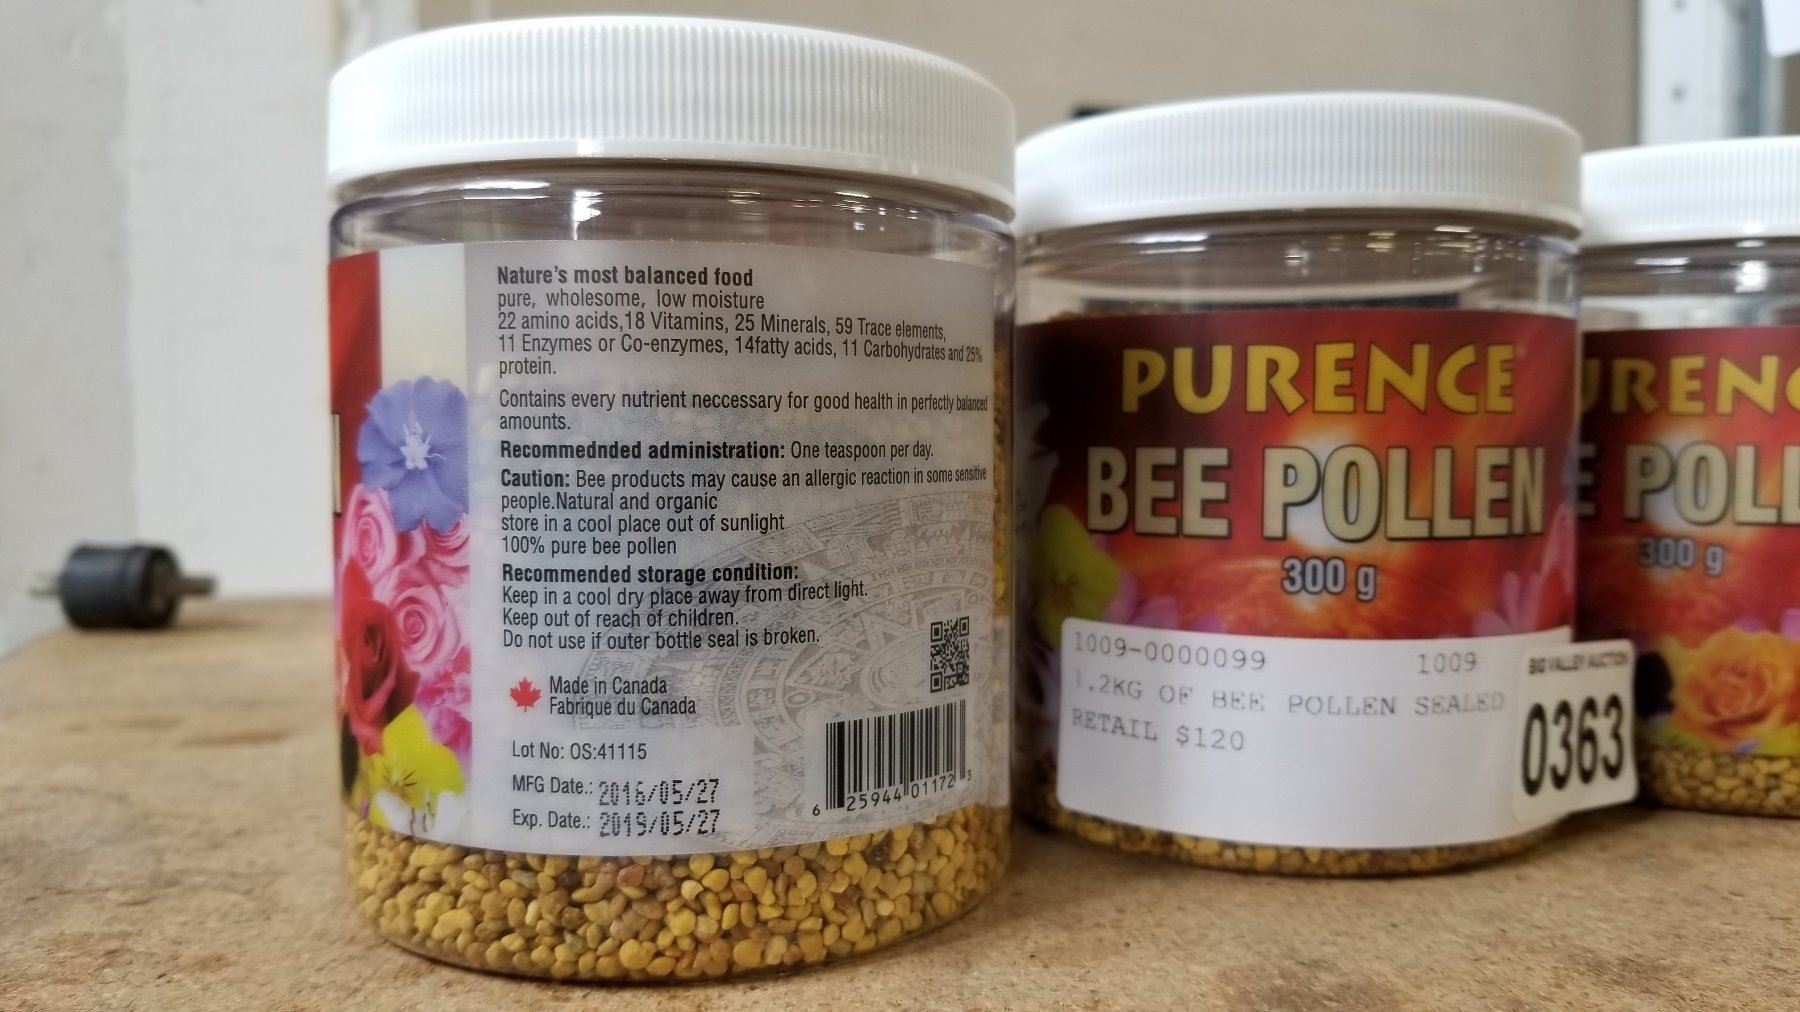 Nature's most balanced food
pure, wholesome, low moisture
22 amino acids,18 Vitamins, 25 Minerals, 59 Trace elements,
11 Enzymes or Co-enzymes, 14fatty acids, 11 Carbohydrates and 25%
protein.
Contains every nutrient neccessary for good health in perfectly balanced
amounts.
Recommednded administration: One teaspoon per day.
Caution: Bee products may cause an allergic reaction in some sensitive
people.Natural and organic
store in a cool place out of sunlight
100% pure bee pollen
Recommended storage condition:
Keep in a cool dry place away from direct light.
Keep out of reach of children.
Do not use if outer bottle seal is broken.
Made in Canada
Fabrique du Canada
Lot No: OS:41115
MFG Date.: 2016/05/27
Exp. Date.: 2019/05/27
6 25944 01172 3
PURENCE
BEE POLLEN
300 g
1009-0000099 1009
1.2KG OF BEE POLLEN SEALED
RETAIL $120
BIG VALLEY AUCTION
0363
URENC
E POLL
300 g